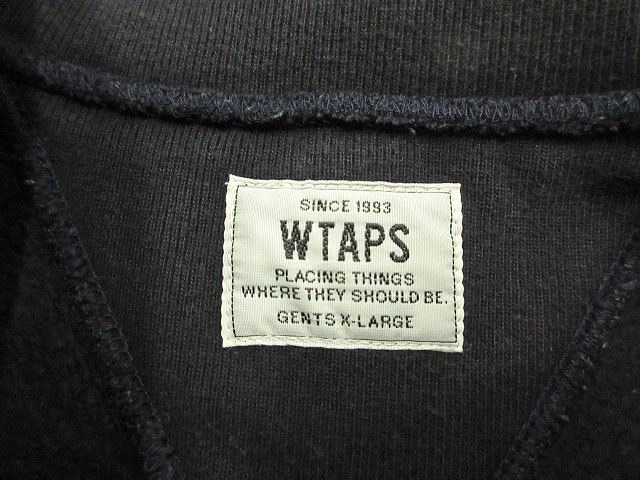 SINCE 1993
WTAPS
PLACING THINGS
WHERE THEY SHOULD BE.
GENTS X-LARGE